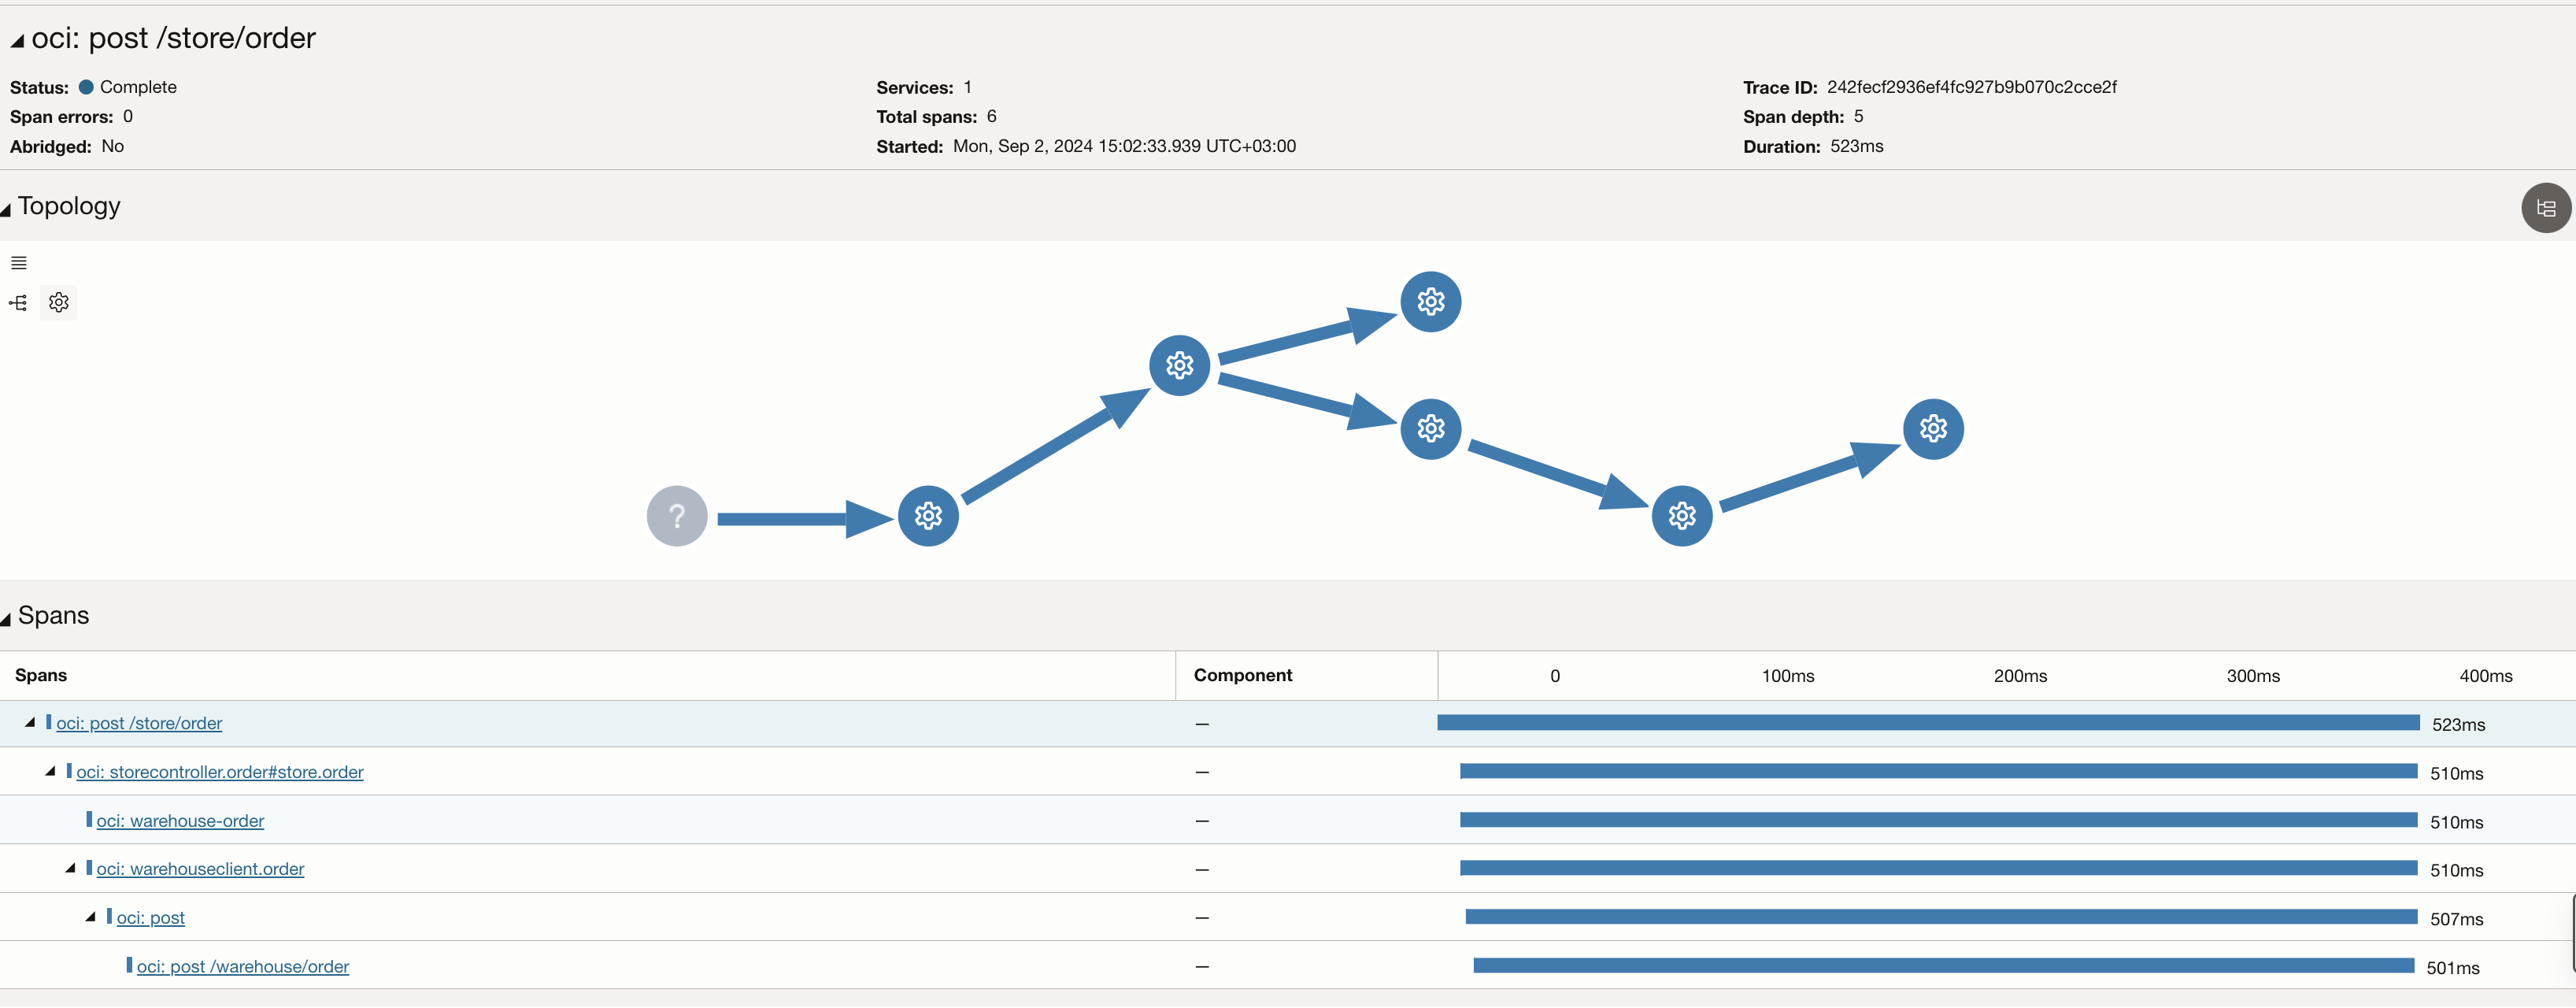 oci: post /store/order
Status: Complete
Services: 1
Trace ID: 242fecf2936ef4fc927b9b070c2cce2f
Span errors: 0
Total spans: 6
Span depth: 5
Abridged: No
Started: Mon, Sep 2, 2024 15:02:33.939 UTC+03:00
Duration: 523ms
Topology
?
Spans
Spans Component 0 100ms 200ms 300ms 400ms
oci: post /store/order — 523ms
oci: storecontroller.order#store.order — 510ms
oci: warehouse-order — 510ms
oci: warehouseclient.order — 510ms
oci: post — 507ms
oci: post /warehouse/order — 501ms